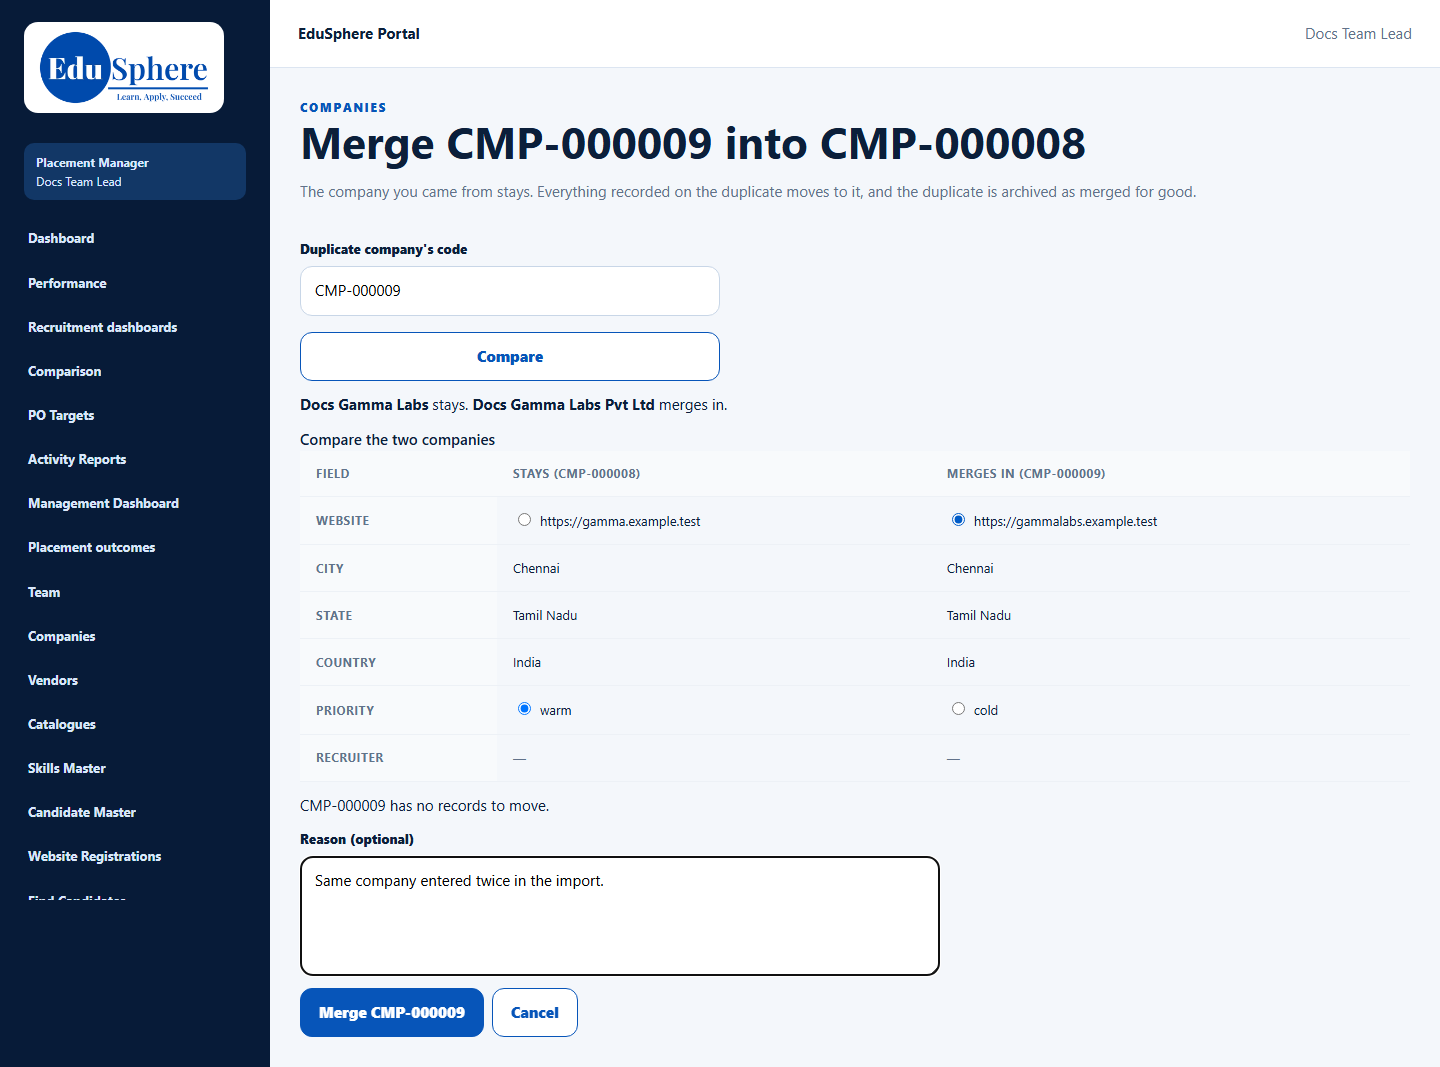 EduSphere
Learn. Apply, Succeed
Placement Manager
Docs Team Lead
Dashboard
Performance
Recruitment dashboards
Comparison
PO Targets
Activity Reports
Management Dashboard
Placement outcomes
Team
Companies
Vendors
Catalogues
Skills Master
Candidate Master
Website Registrations
Find Candidates
EduSphere Portal
Docs Team Lead
COMPANIES
Merge CMP-000009 into CMP-000008
The company you came from stays. Everything recorded on the duplicate moves to it, and the duplicate is archived as merged for good.
Duplicate company's code
CMP-000009
Compare
Docs Gamma Labs stays. Docs Gamma Labs Pvt Ltd merges in.
Compare the two companies
FIELD STAYS (CMP-000008) MERGES IN (CMP-000009)
WEBSITE https://gamma.example.test https://gammalabs.example.test
CITY Chennai Chennai
STATE Tamil Nadu Tamil Nadu
COUNTRY India India
PRIORITY warm cold
RECRUITER — —
CMP-000009 has no records to move.
Reason (optional)
Same company entered twice in the import.
Merge CMP-000009 Cancel